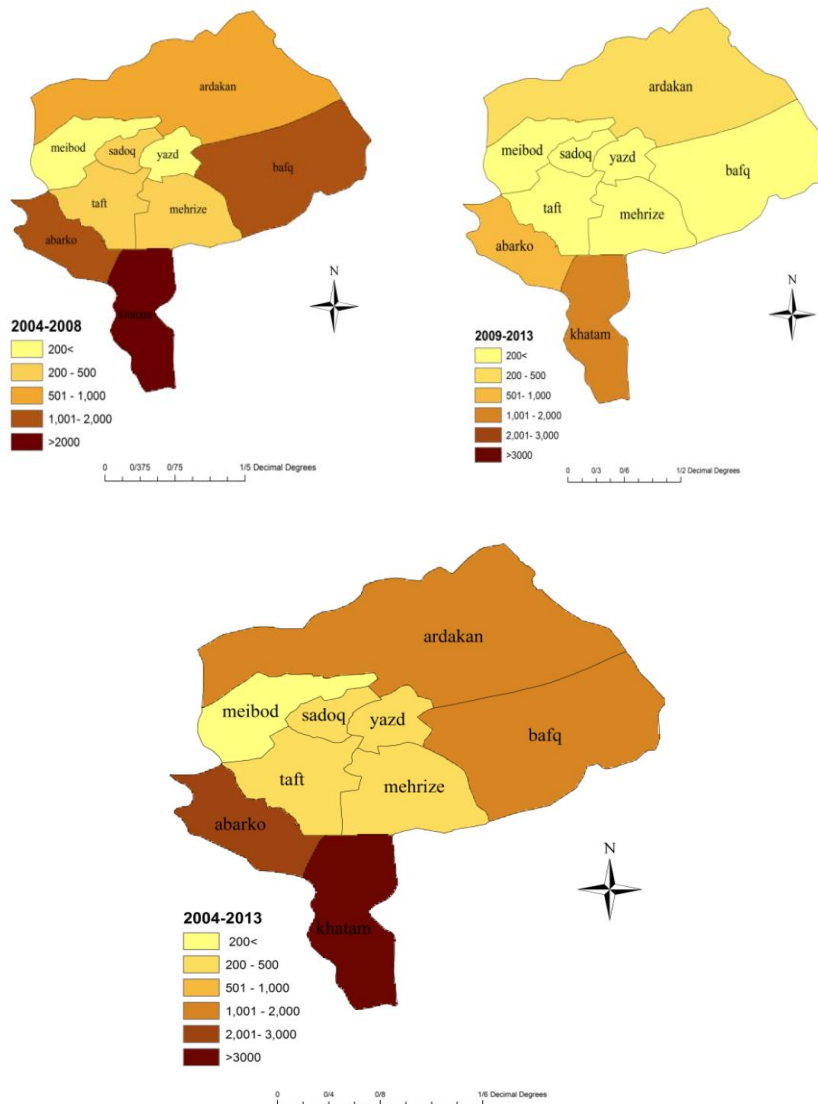 ardakan
meibod
sadoq
yazd
bafq
taft
mehrize
abarko
khatam
N
2004-2008
200<
200 - 500
501 - 1,000
1,001- 2,000
>2000
0 0/375 0/75 1/5 Decimal Degrees
ardakan
meibod
sadoq
yazd
bafq
taft
mehrize
abarko
khatam
N
2009-2013
200<
200 - 500
501- 1,000
1,001 - 2,000
2,001- 3,000
>3000
0 0/3 0/6 1/2 Decimal Degrees
ardakan
meibod
sadoq
yazd
bafq
taft
mehrize
abarko
khatam
N
2004-2013
200<
200 - 500
501 - 1,000
1,001 - 2,000
2,001- 3,000
>3000
0 0/4 0/8 1/6 Decimal Degrees